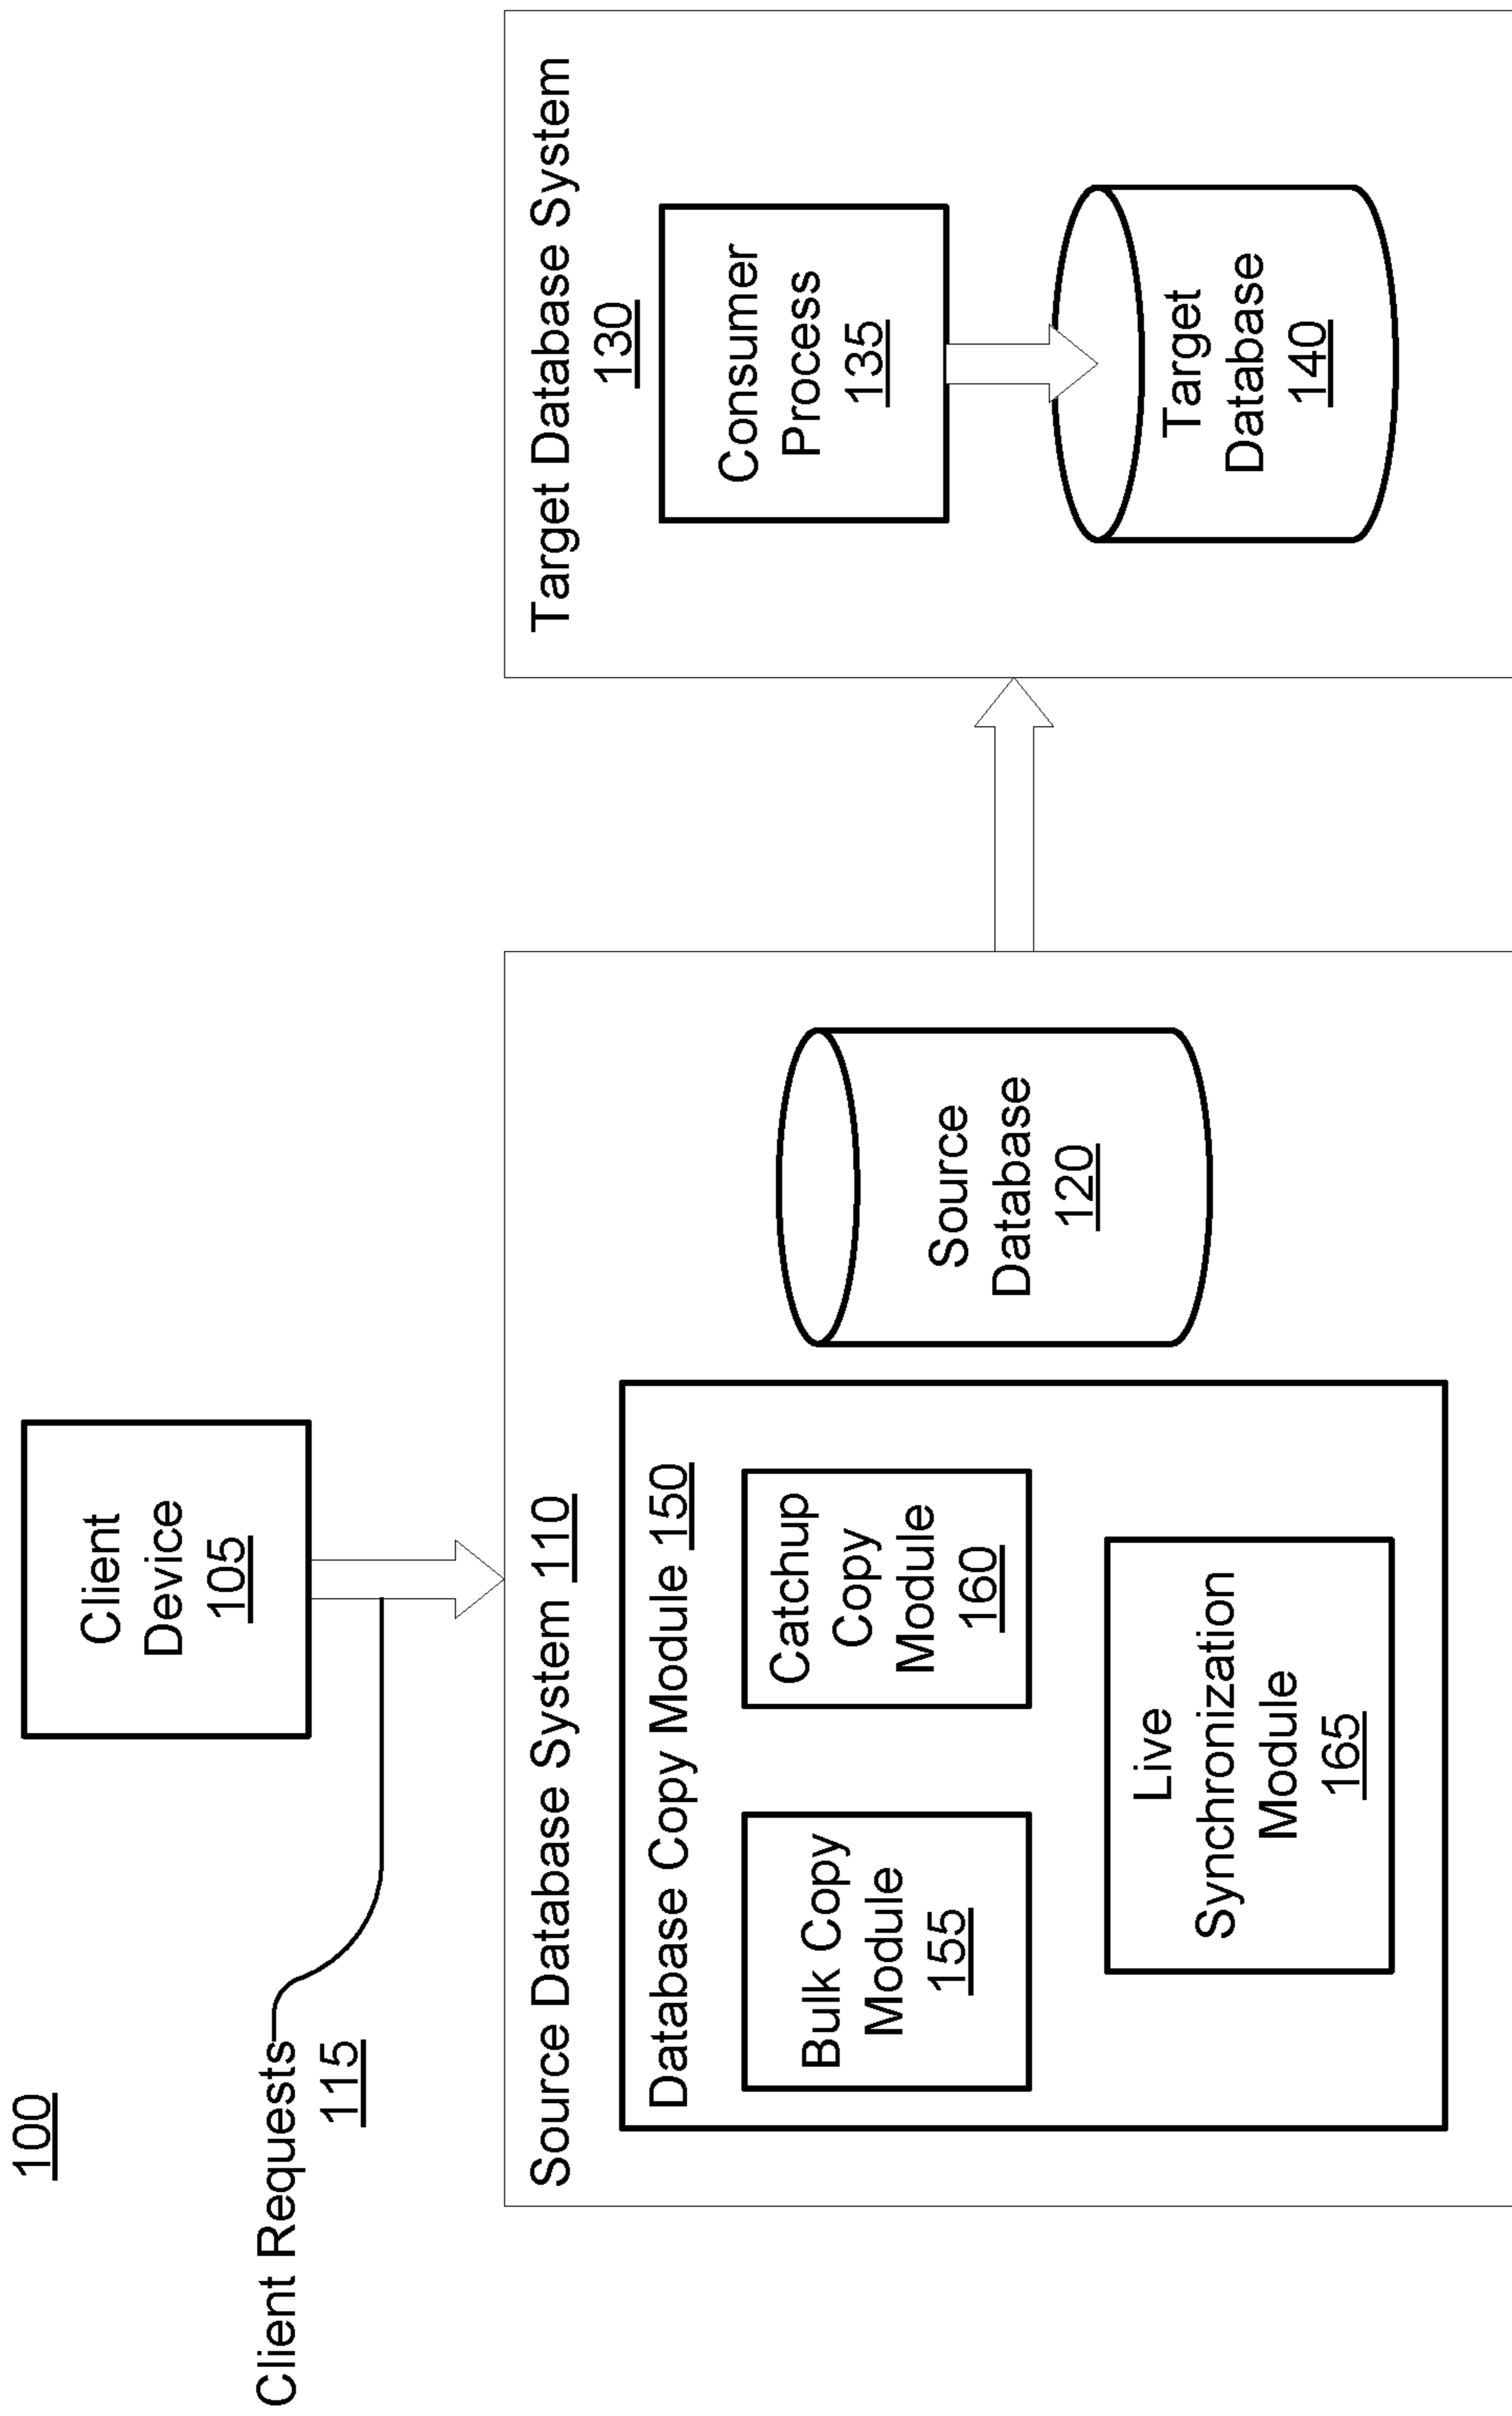 100
Client Requests
115
Client
Device
105
Source Database System 110
Database Copy Module 150
Bulk Copy
Module
155
Catchup
Copy
Module
160
Live
Synchronization
Module
165
Source
Database
120
Target Database System
130
Consumer
Process
135
Target
Database
140